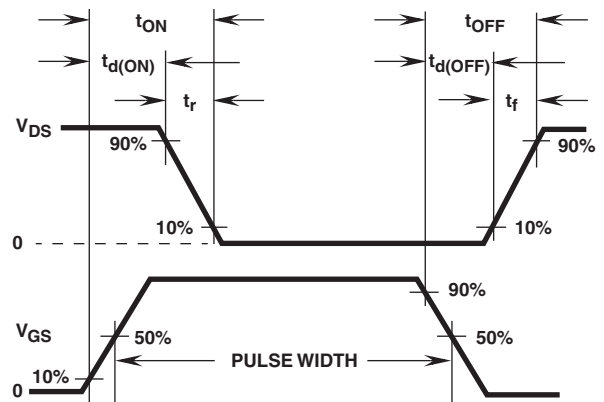 tON tOFF
td(ON) td(OFF)
tr tf
VDS
90% 90%
10% 10%
0
90%
VGS 50% 50%
PULSE WIDTH
10%
0